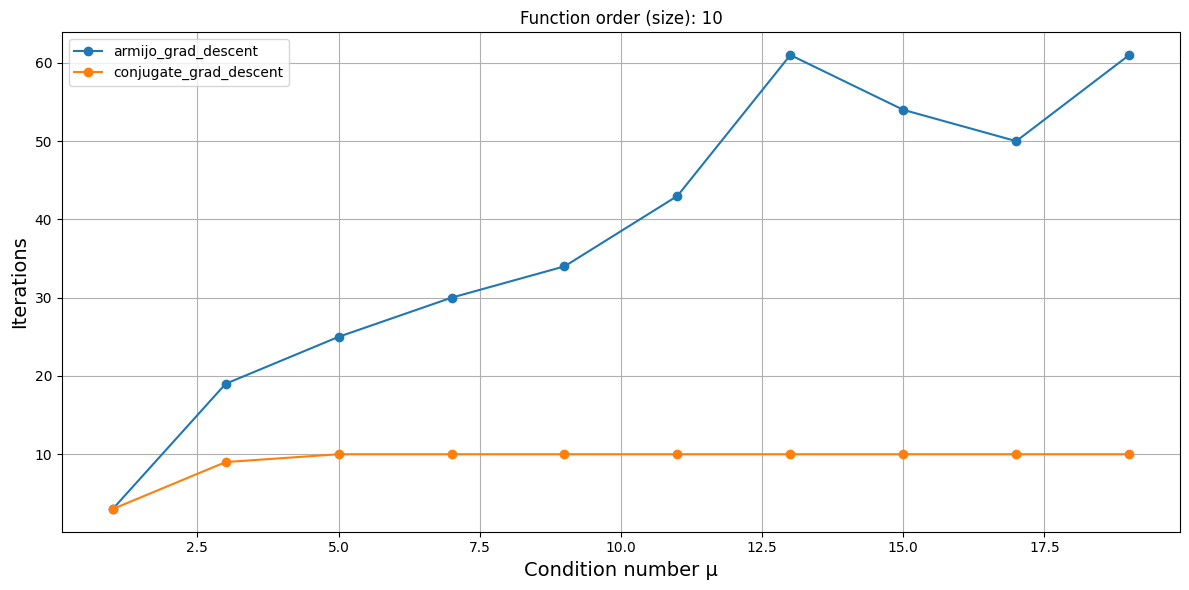 Function order (size): 10
armijo_grad_descent
conjugate_grad_descent
60
50
40
30
20
10
Iterations
2.5 5.0 7.5 10.0 12.5 15.0 17.5
Condition number μ